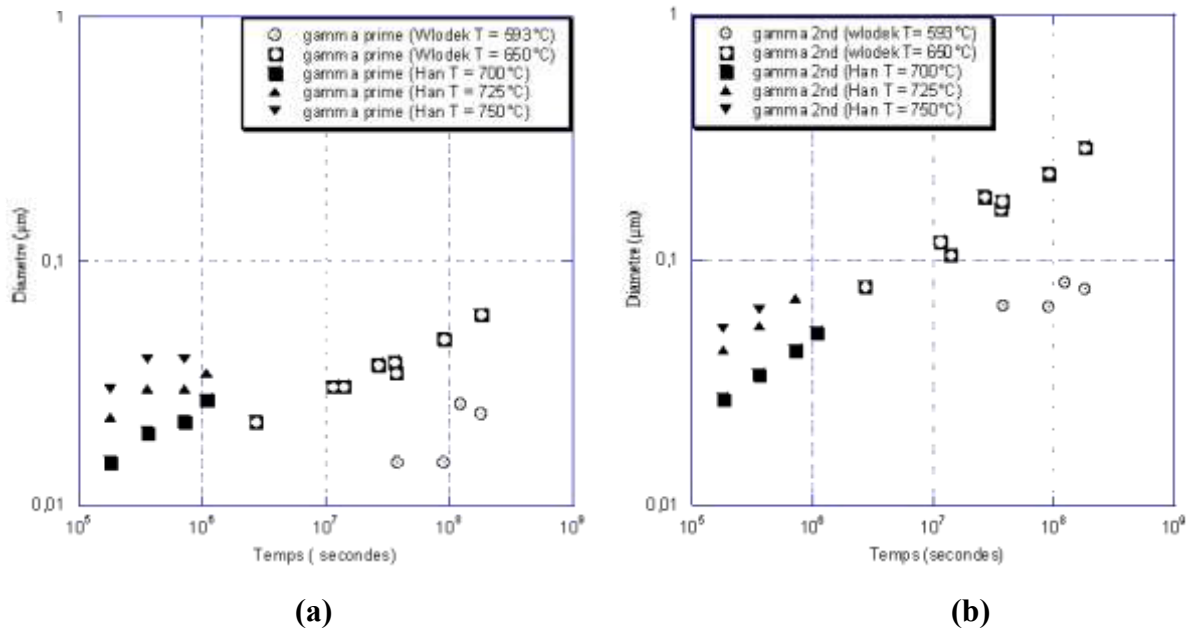 1
gamma prime (Wlodek T = 593°C)
gamma prime (Wlodek T = 650°C)
gamma prime (Han T = 700°C)
gamma prime (Han T = 725°C)
gamma prime (Han T = 750°C)
Diametre (µm)
0,1
0,01
10⁵
10⁶
10⁷
10⁸
10⁹
Temps ( secondes)
(a)
1
gamma 2nd (wlodek T= 593°C)
gamma 2nd (Wlodek T= 650°C)
gamma 2nd (Han T = 700°C)
gamma 2nd (Han T = 725°C)
gamma 2nd (Han T = 750°C)
Diametre (µm)
0,1
0,01
10⁵
10⁶
10⁷
10⁸
10⁹
Temps (secondes)
(b)